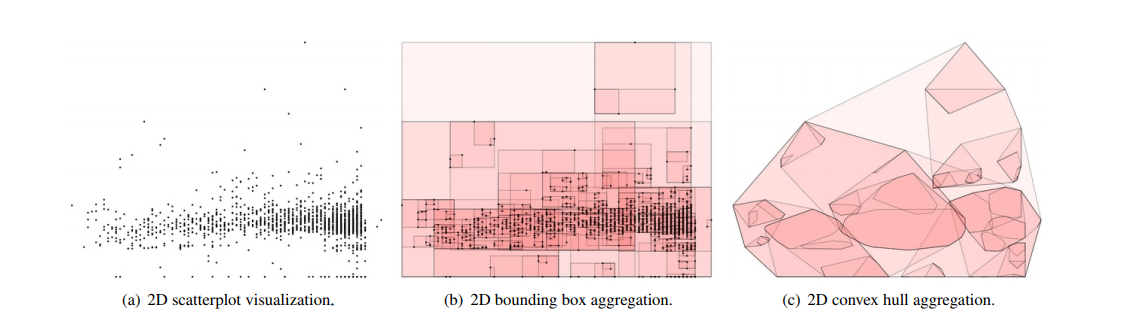 (a) 2D scatterplot visualization.
(b) 2D bounding box aggregation.
(c) 2D convex hull aggregation.